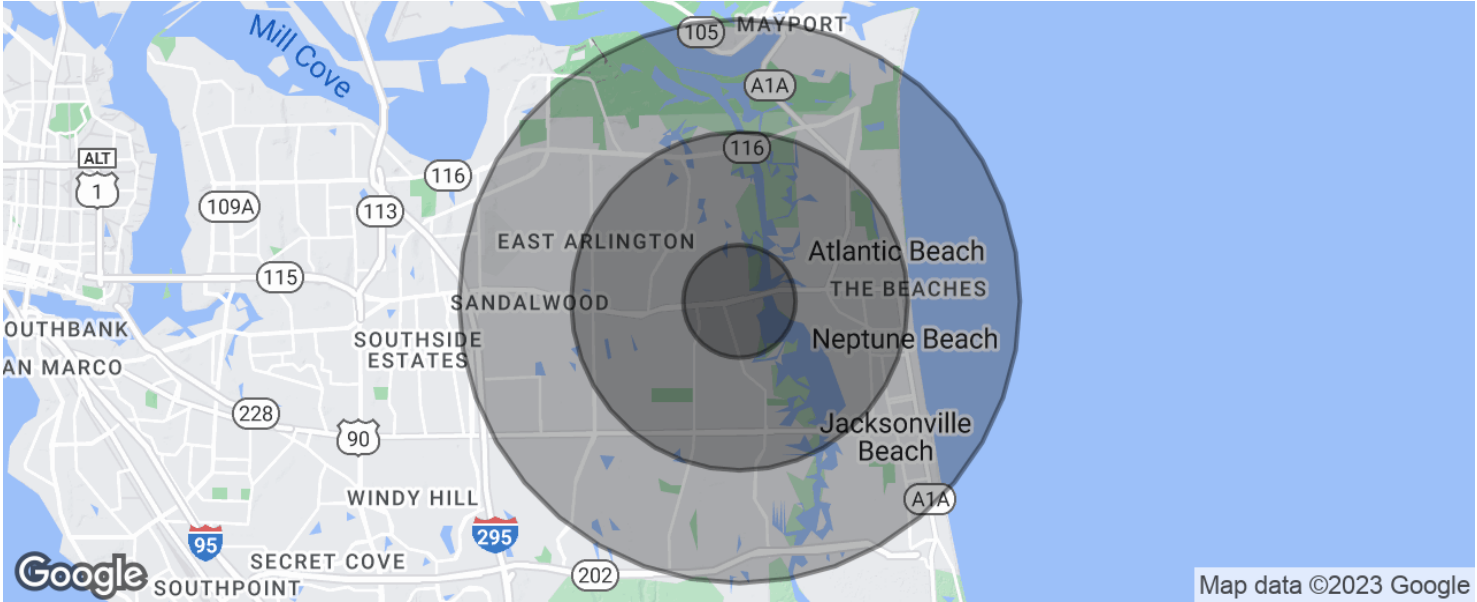 MAYPORT
105
Mill Cove
A1A
116
ALT
1
116
109A
113
EAST ARLINGTON
Atlantic Beach
115
THE BEACHES
SANDALWOOD
OUTHBANK
SOUTHSIDE
ESTATES
Neptune Beach
AN MARCO
228
90
Jacksonville
Beach
WINDY HILL
A1A
295
95
SECRET COVE
202
Google
SOUTHPOINT
Map data ©2023 Google